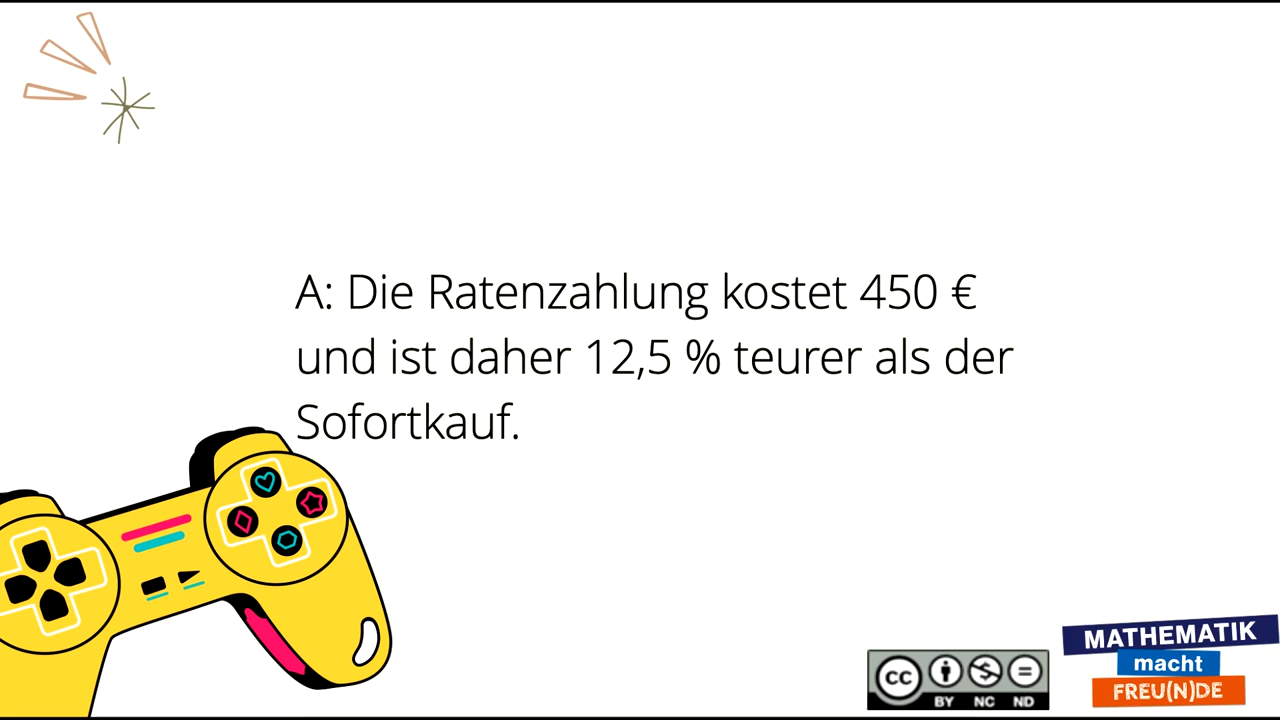 A: Die Ratenzahlung kostet 450 €
und ist daher 12,5 % teurer als der
Sofortkauf.
MATHEMATIK
macht
FREU(N)DE
cc
BY NC ND